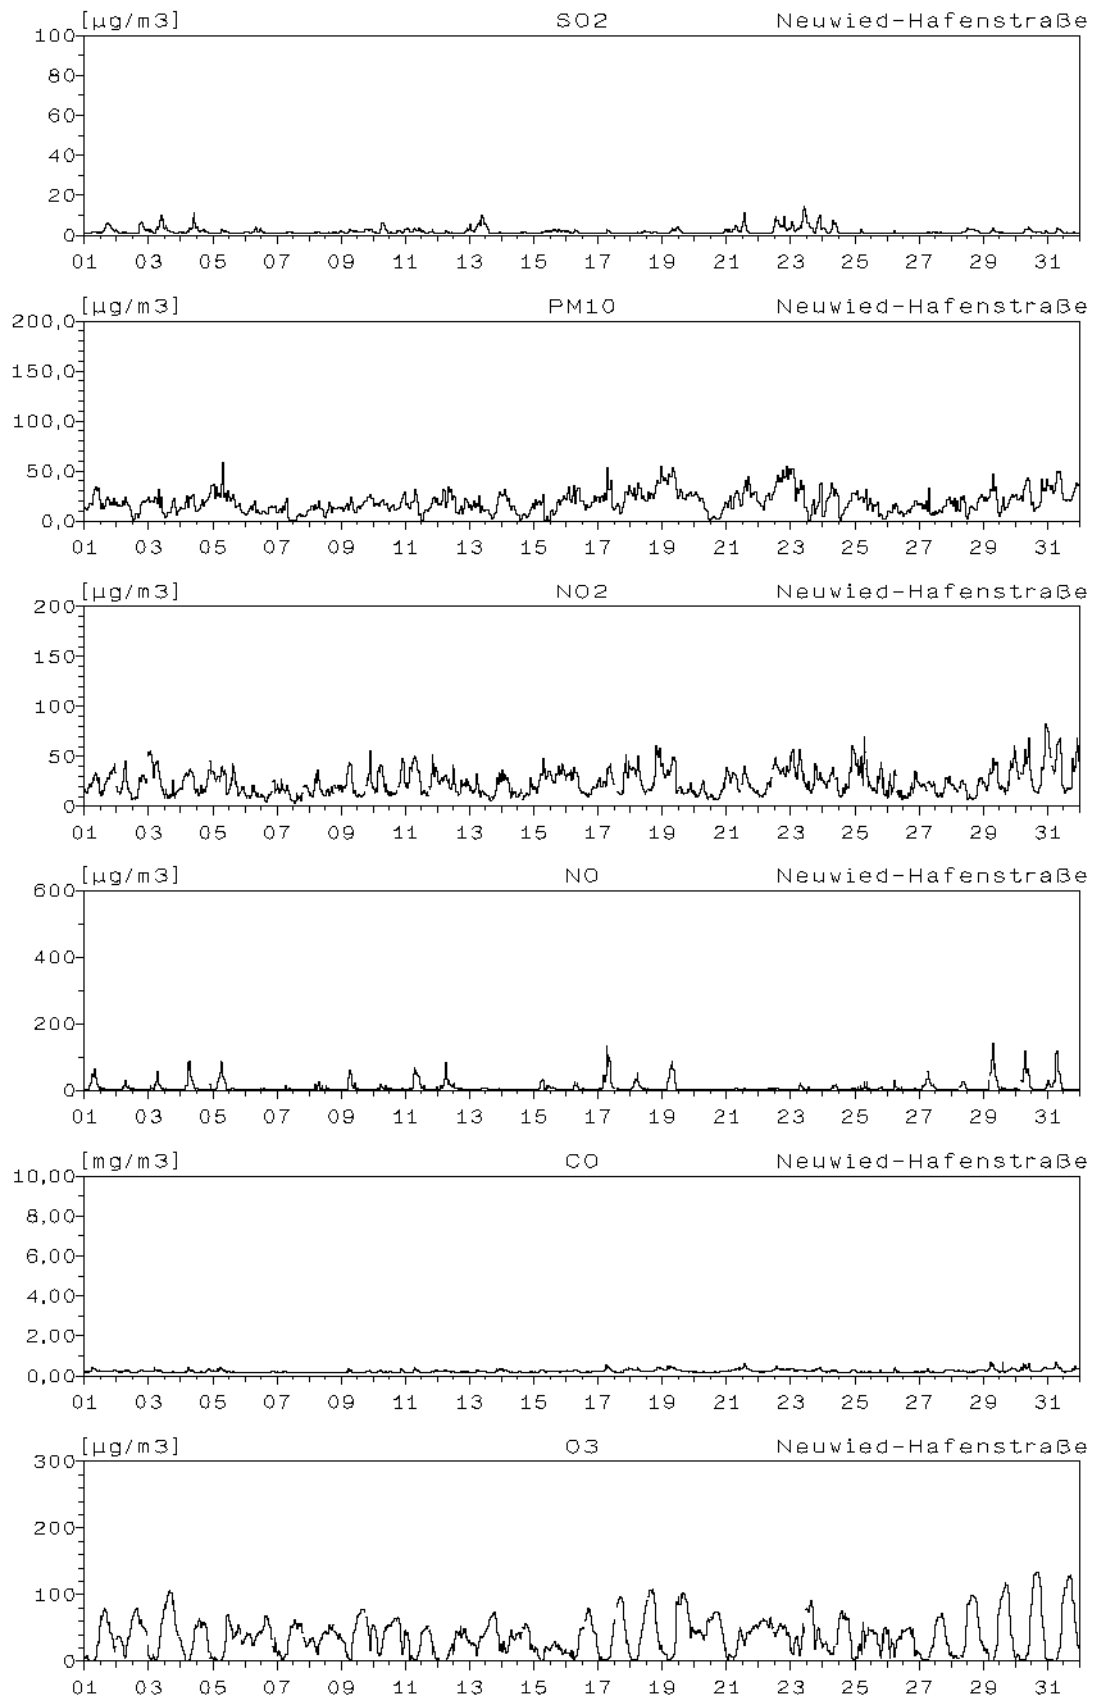 [µg/m3] SO2 Neuwied-Hafenstraße
100
80
60
40
20
0
01 03 05 07 09 11 13 15 17 19 21 23 25 27 29 31
[µg/m3] PM10 Neuwied-Hafenstraße
200,0
150,0
100,0
50,0
0,0
01 03 05 07 09 11 13 15 17 19 21 23 25 27 29 31
[µg/m3] NO2 Neuwied-Hafenstraße
200
150
100
50
0
01 03 05 07 09 11 13 15 17 19 21 23 25 27 29 31
[µg/m3] NO Neuwied-Hafenstraße
600
400
200
0
01 03 05 07 09 11 13 15 17 19 21 23 25 27 29 31
[mg/m3] CO Neuwied-Hafenstraße
10,00
8,00
6,00
4,00
2,00
0,00
01 03 05 07 09 11 13 15 17 19 21 23 25 27 29 31
[µg/m3] O3 Neuwied-Hafenstraße
300
200
100
0
01 03 05 07 09 11 13 15 17 19 21 23 25 27 29 31